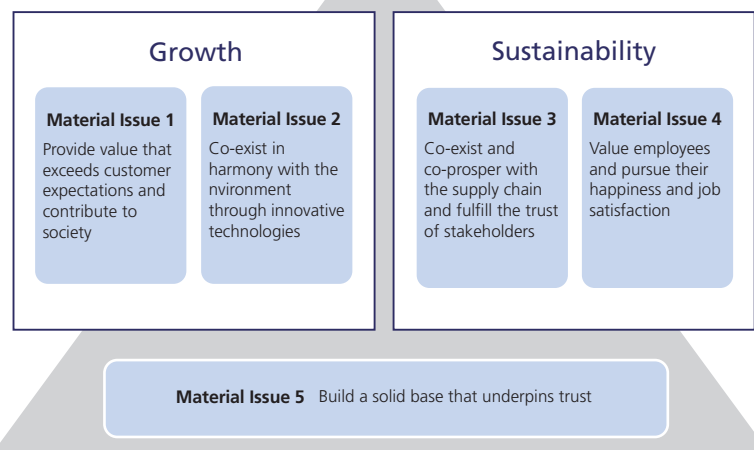 Growth
Material Issue 1
Provide value that
exceeds customer
expectations and
contribute to
society
Material Issue 2
Co-exist in
harmony with the
nvironment
through innovative
technologies
Sustainability
Material Issue 3
Co-exist and
co-prosper with
the supply chain
and fulfill the trust
of stakeholders
Material Issue 4
Value employees
and pursue their
happiness and job
satisfaction
Material Issue 5 Build a solid base that underpins trust